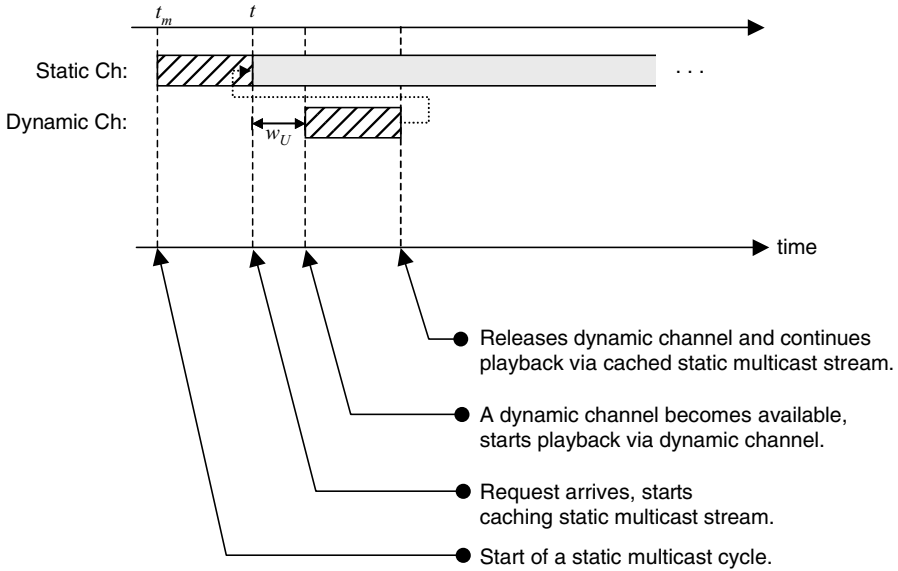 t_m
t
Static Ch:
. . .
Dynamic Ch:
w_U
time
Releases dynamic channel and continues
playback via cached static multicast stream.
A dynamic channel becomes available,
starts playback via dynamic channel.
Request arrives, starts
caching static multicast stream.
Start of a static multicast cycle.